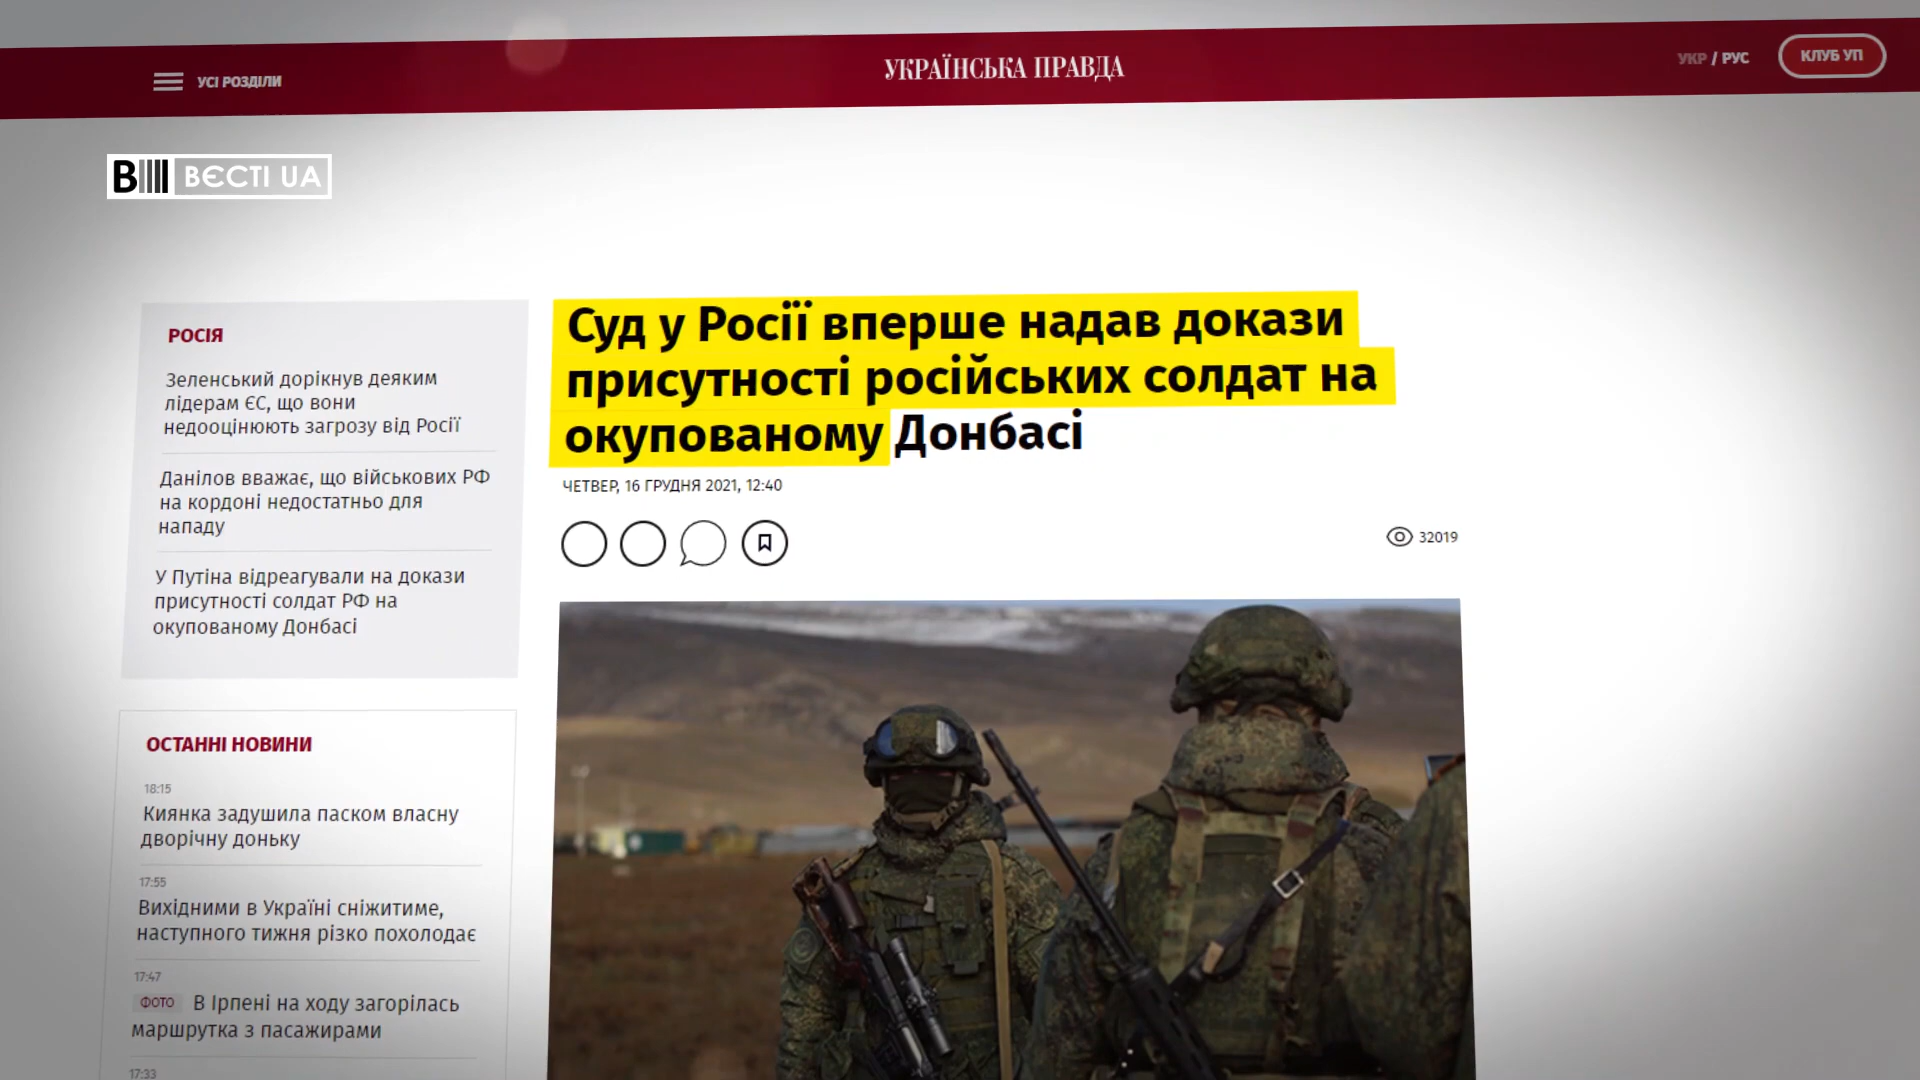 УСІ РОЗДІЛИ
УКРАЇНСЬКА ПРАВДА
УКР / РУС
КЛУБ УП
В ВЄСТІ UA
РОСІЯ
Зеленський дорікнув деяким
лідерам ЄС, що вони
недооцінюють загрозу від Росії
Данілов вважає, що військових РФ
на кордоні недостатньо для
нападу
У Путіна відреагували на докази
присутності солдат РФ на
окупованому Донбасі
ОСТАННІ НОВИНИ
18:15
Киянка задушила паском власну
дворічну доньку
17:55
Вихідними в Україні сніжитиме,
наступного тижня різко похолодає
17:47
ФОТО В Ірпені на ходу загорілась
маршрутка з пасажирами
17:33
Суд у Росії вперше надав докази
присутності російських солдат на
окупованому Донбасі
ЧЕТВЕР, 16 ГРУДНЯ 2021, 12:40
32019